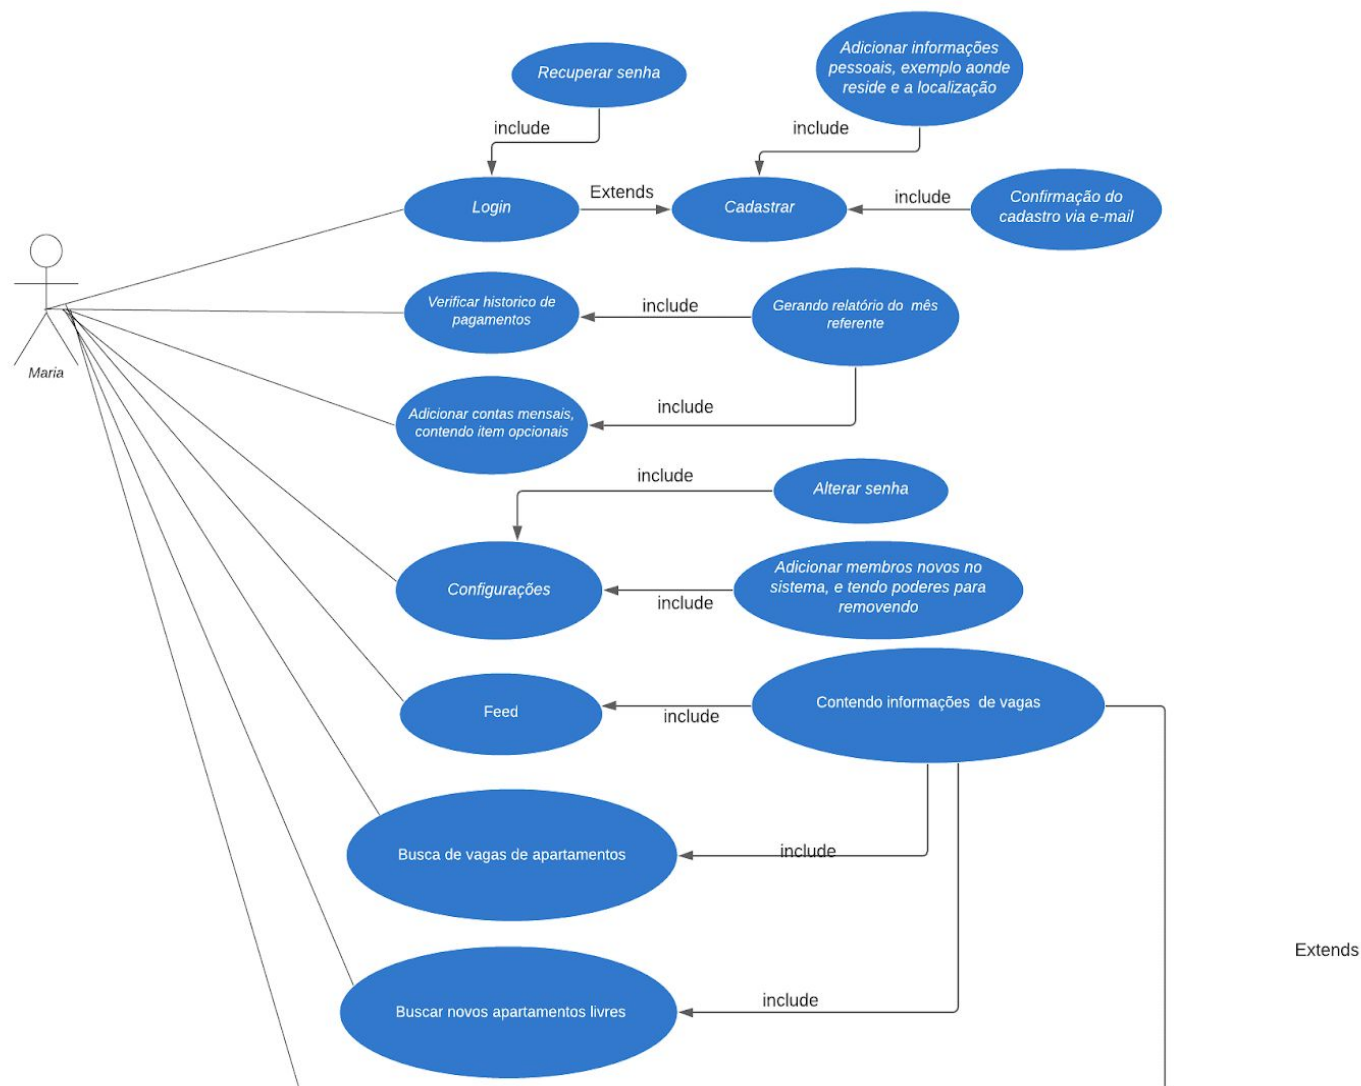 Recuperar senha
Adicionar informações
pessoais, exemplo aonde
reside e a localização
include
include
Login
Extends
Cadastrar
include
Confirmação do
cadastro via e-mail
Maria
Verificar historico de
pagamentos
include
Gerando relatório do mês
referente
Adicionar contas mensais,
contendo item opcionais
include
include
Alterar senha
Configurações
include
Adicionar membros novos no
sistema, e tendo poderes para
removendo
Feed
include
Contendo informações de vagas
Busca de vagas de apartamentos
include
Extends
Buscar novos apartamentos livres
include